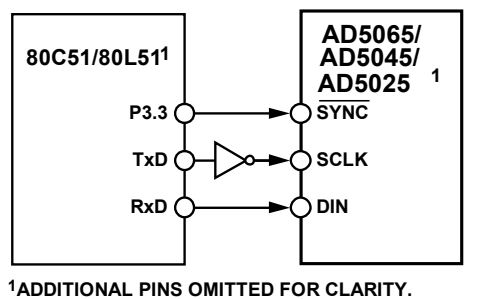 80C51/80L51¹
AD5065/
AD5045/
AD5025 ¹
P3.3
SYNC
TxD
SCLK
RxD
DIN
¹ADDITIONAL PINS OMITTED FOR CLARITY.